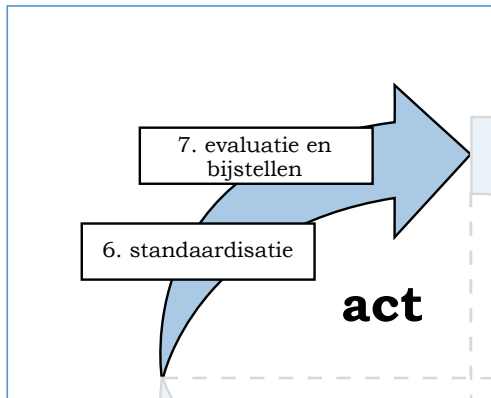 7. evaluatie en
bijstellen
6. standaardisatie
act